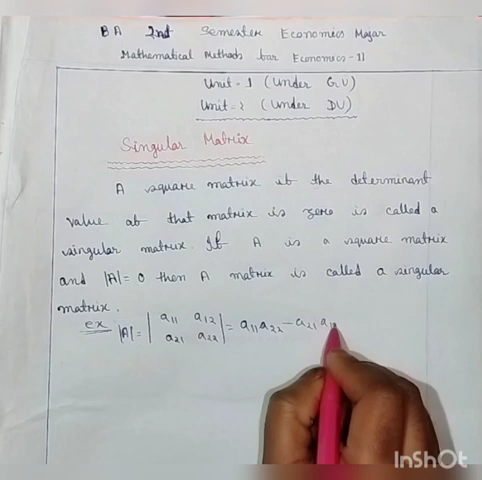 BA 2nd Semester Economics Major
Mathematical Methods for Economics-II
Unit-1 (Under GU)
Unit-2 (Under DU)
Singular Matrix
A square matrix if the determinant
value of that matrix is zero is called a
singular matrix. If A is a square matrix
and |A|=0 then A matrix is called a singular
matrix.
ex |A|= | a₁₁ a₁₂ | = a₁₁a₂₂ - a₂₁a₁₂
a₂₁ a₂₂
InShOt